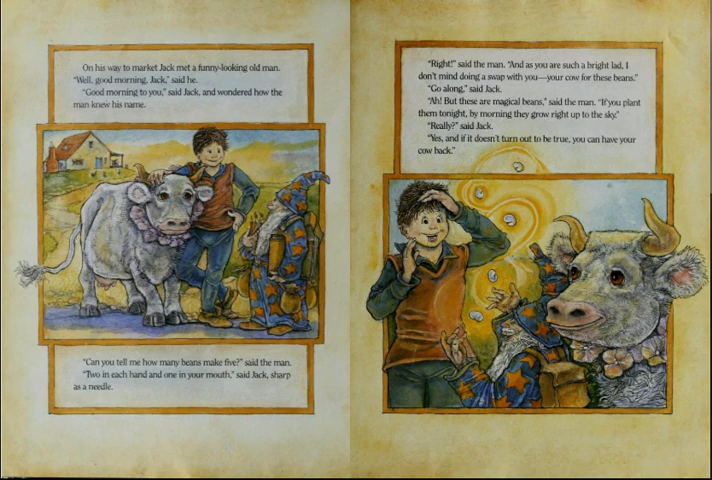 On his way to market Jack met a funny-looking old man.
"Well, good morning, Jack," said he.
"Good morning to you," said Jack, and wondered how the
man knew his name.
"Can you tell me how many beans make five?" said the man.
"Two in each hand and one in your mouth," said Jack, sharp
as a needle.
"Right!" said the man. "And as you are such a bright lad, I
don't mind doing a swap with you—your cow for these beans."
"Go along," said Jack.
"Ah! But these are magical beans," said the man. "If you plant
them tonight, by morning they grow right up to the sky."
"Really?" said Jack.
"Yes, and if it doesn't turn out to be true, you can have your
cow back."